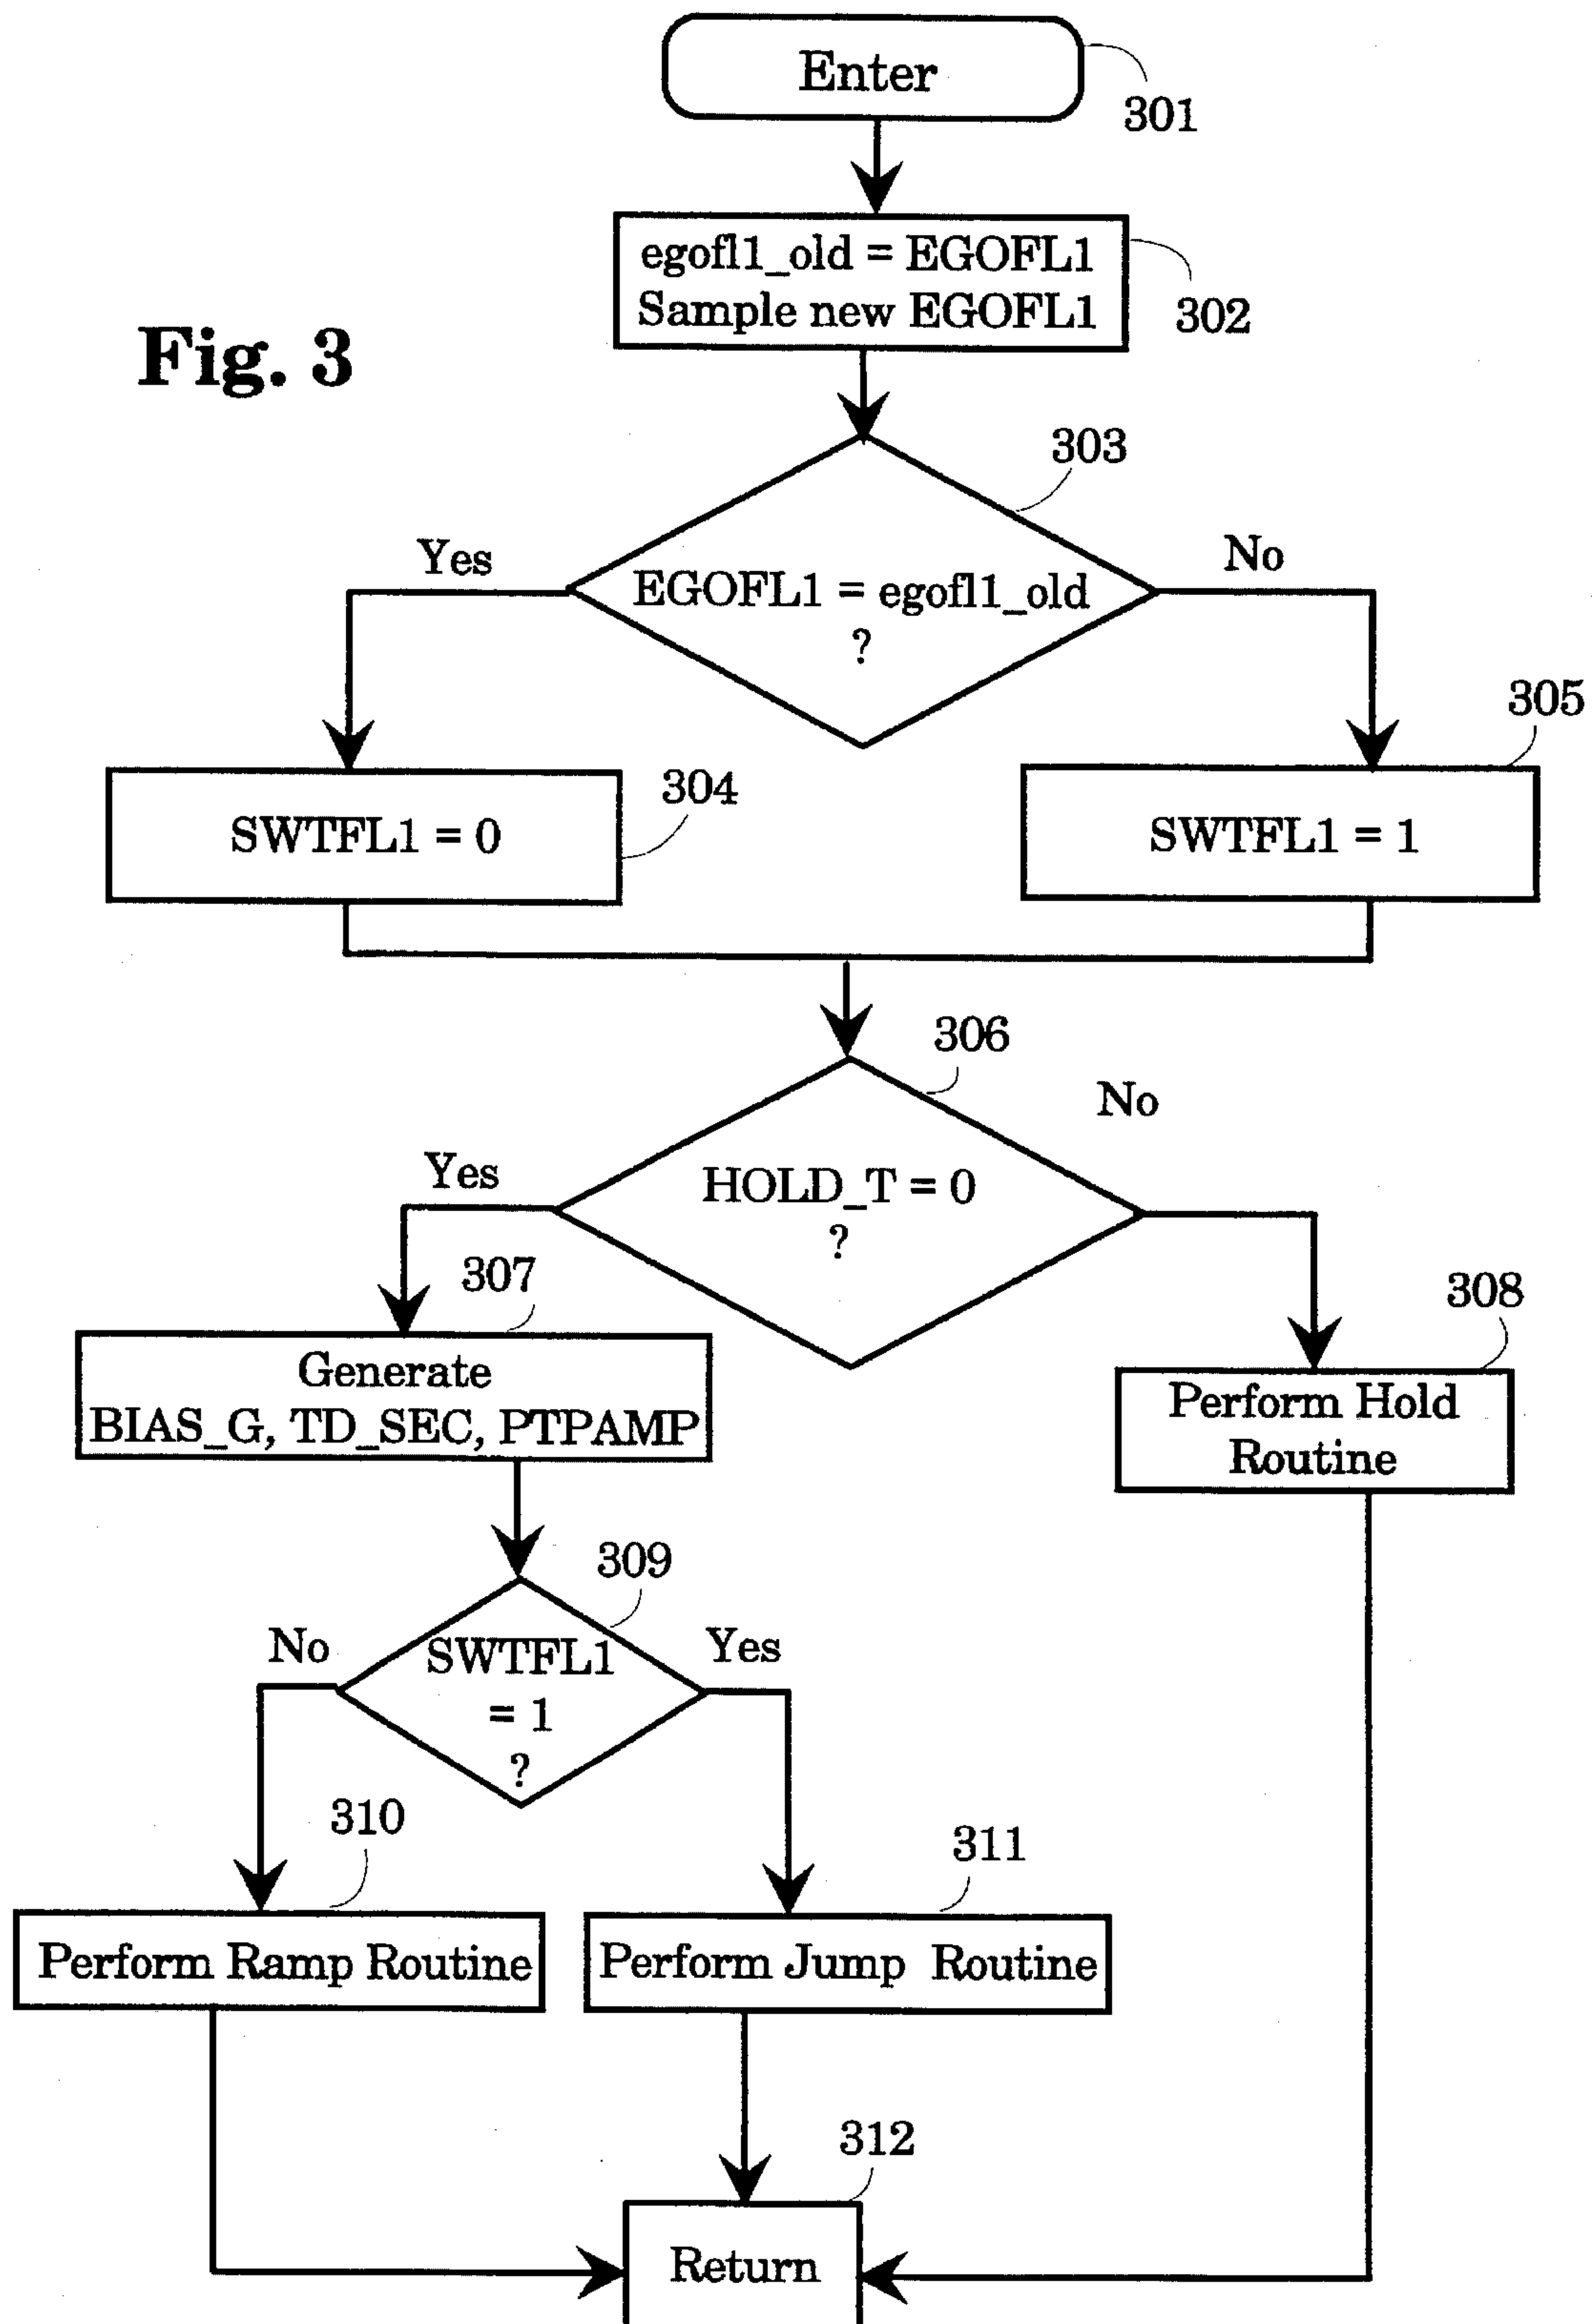 Enter
301
egofl1_old = EGOFL1
Sample new EGOFL1
302
Fig. 3
303
Yes
No
EGOFL1 = egofl1_old
?
305
304
SWTFL1 = 0
SWTFL1 = 1
306
No
Yes
HOLD_T = 0
?
307
308
Generate
BIAS_G, TD_SEC, PTPAMP
Perform Hold
Routine
309
No
Yes
SWTFL1
= 1
?
310
311
Perform Ramp Routine
Perform Jump Routine
312
Return